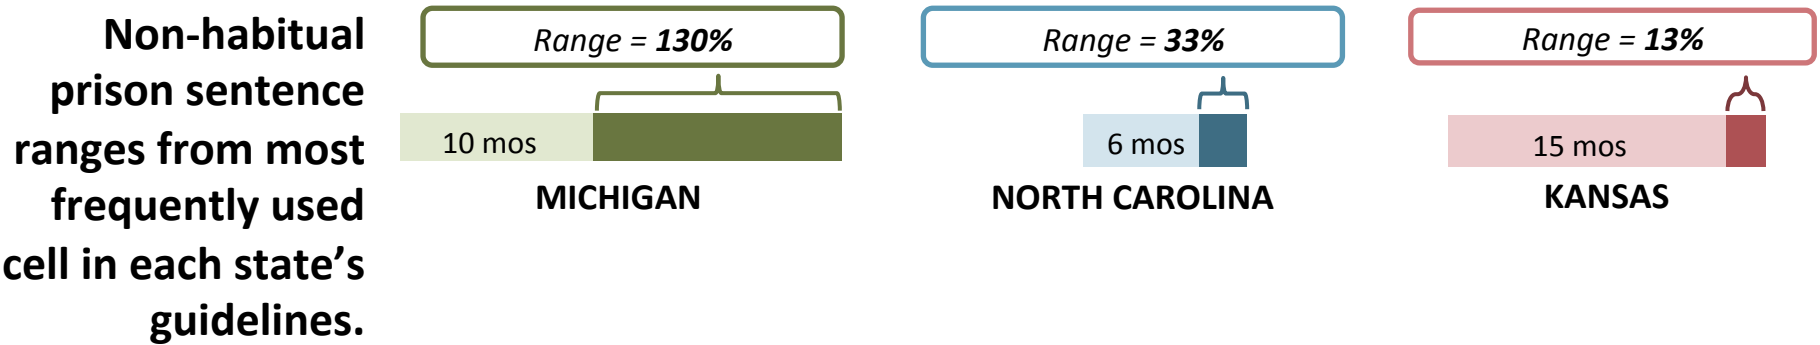 Non-habitual
prison sentence
ranges from most
frequently used
cell in each state's
guidelines.
Range = 130%
10 mos
MICHIGAN
Range = 33%
6 mos
NORTH CAROLINA
Range = 13%
15 mos
KANSAS